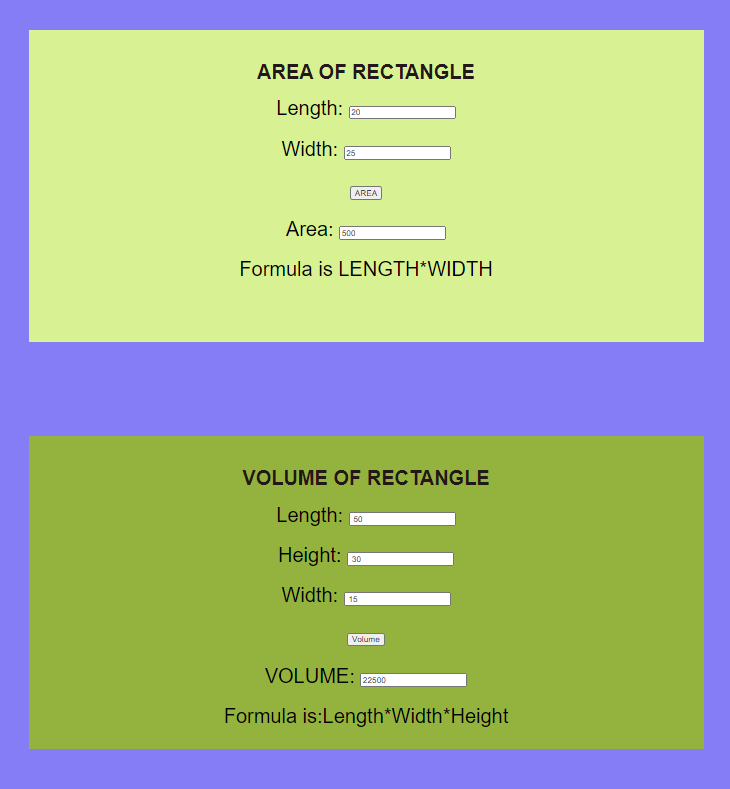 AREA OF RECTANGLE
Length: 20
Width: 25
AREA
Area: 500
Formula is LENGTH*WIDTH
VOLUME OF RECTANGLE
Length: 50
Height: 30
Width: 15
Volume
VOLUME: 22500
Formula is:Length*Width*Height